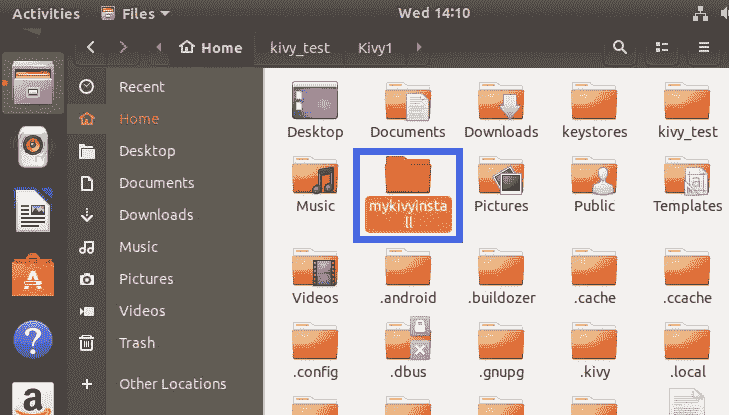 Activities Files Wed 14:10
Home kivy_test Kivy1
Recent
Home
Desktop
Documents
Downloads
Music
Pictures
Videos
Trash
Other Locations
Desktop Documents Downloads keystores kivy_test
Music mykivyinsta
ll Pictures Public Templates
Videos .android .buildozer .cache .ccache
.config .dbus .gnupg .kivy .local
a